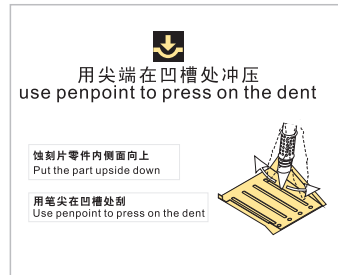 用尖端在凹槽处冲压
use penpoint to press on the dent
蚀刻片零件内侧面向上
Put the part upside down
用笔尖在凹槽处刮
Use penpoint to press on the dent